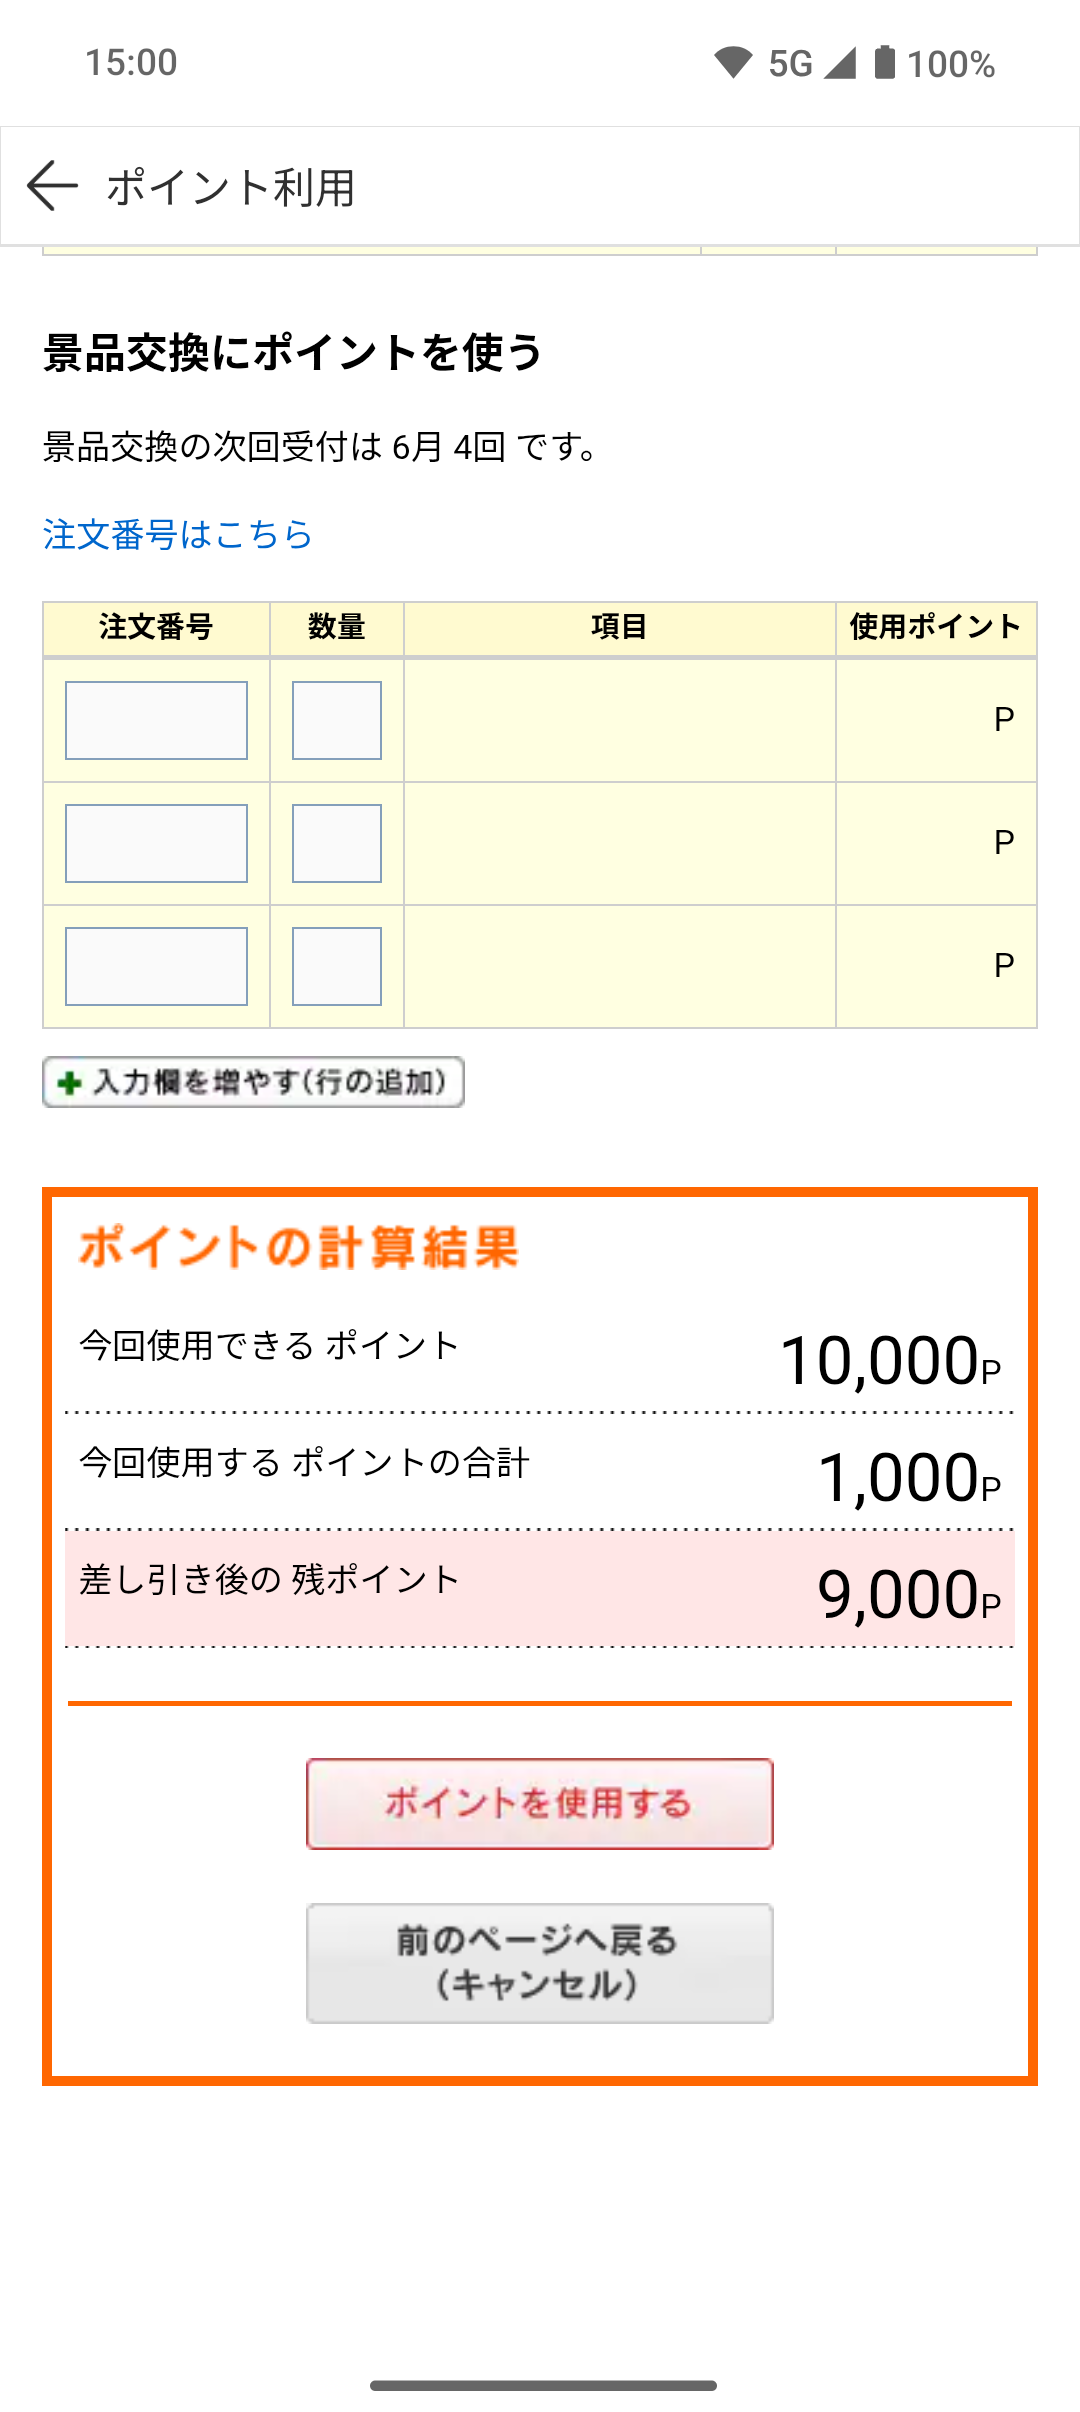 15:00
5G 100%
ポイント利用
景品交換にポイントを使う
景品交換の次回受付は 6月 4回 です。
注文番号はこちら
注文番号 数量 項目 使用ポイント
P
P
P
入力欄を増やす(行の追加)
ポイントの計算結果
今回使用できる ポイント 10,000P
今回使用する ポイントの合計 1,000P
差し引き後の 残ポイント 9,000P
ポイントを使用する
前のページへ戻る
(キャンセル)